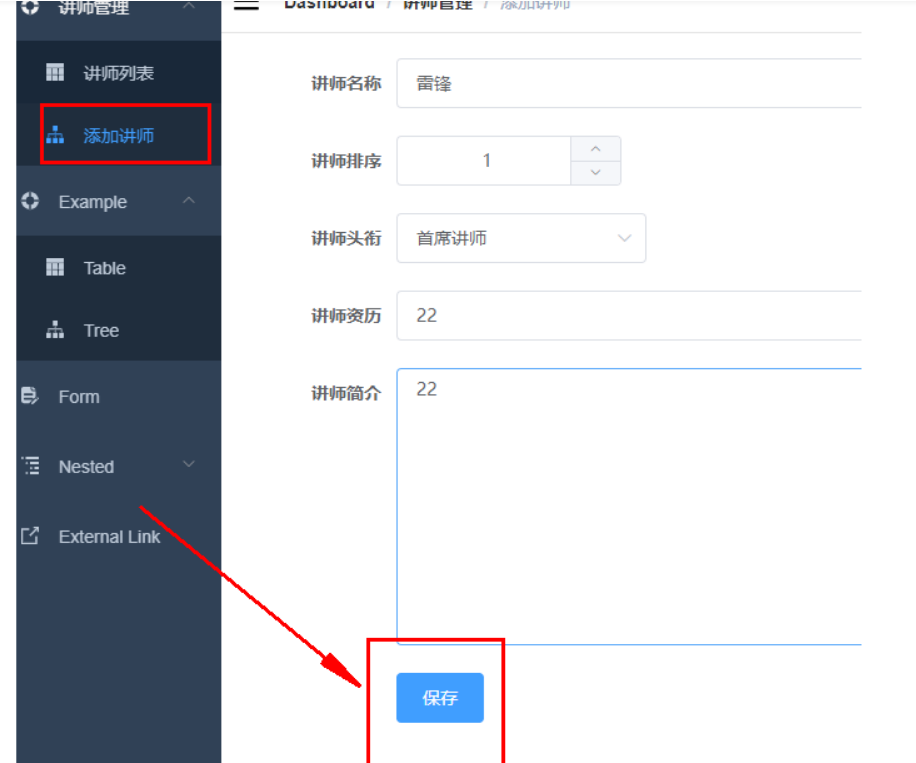 讲师管理
讲师列表
添加讲师
Example
Table
Tree
Form
Nested
External Link
Dashboard / 讲师管理 / 添加讲师
讲师名称 雷锋
讲师排序 1
讲师头衔 首席讲师
讲师资历 22
讲师简介 22
保存